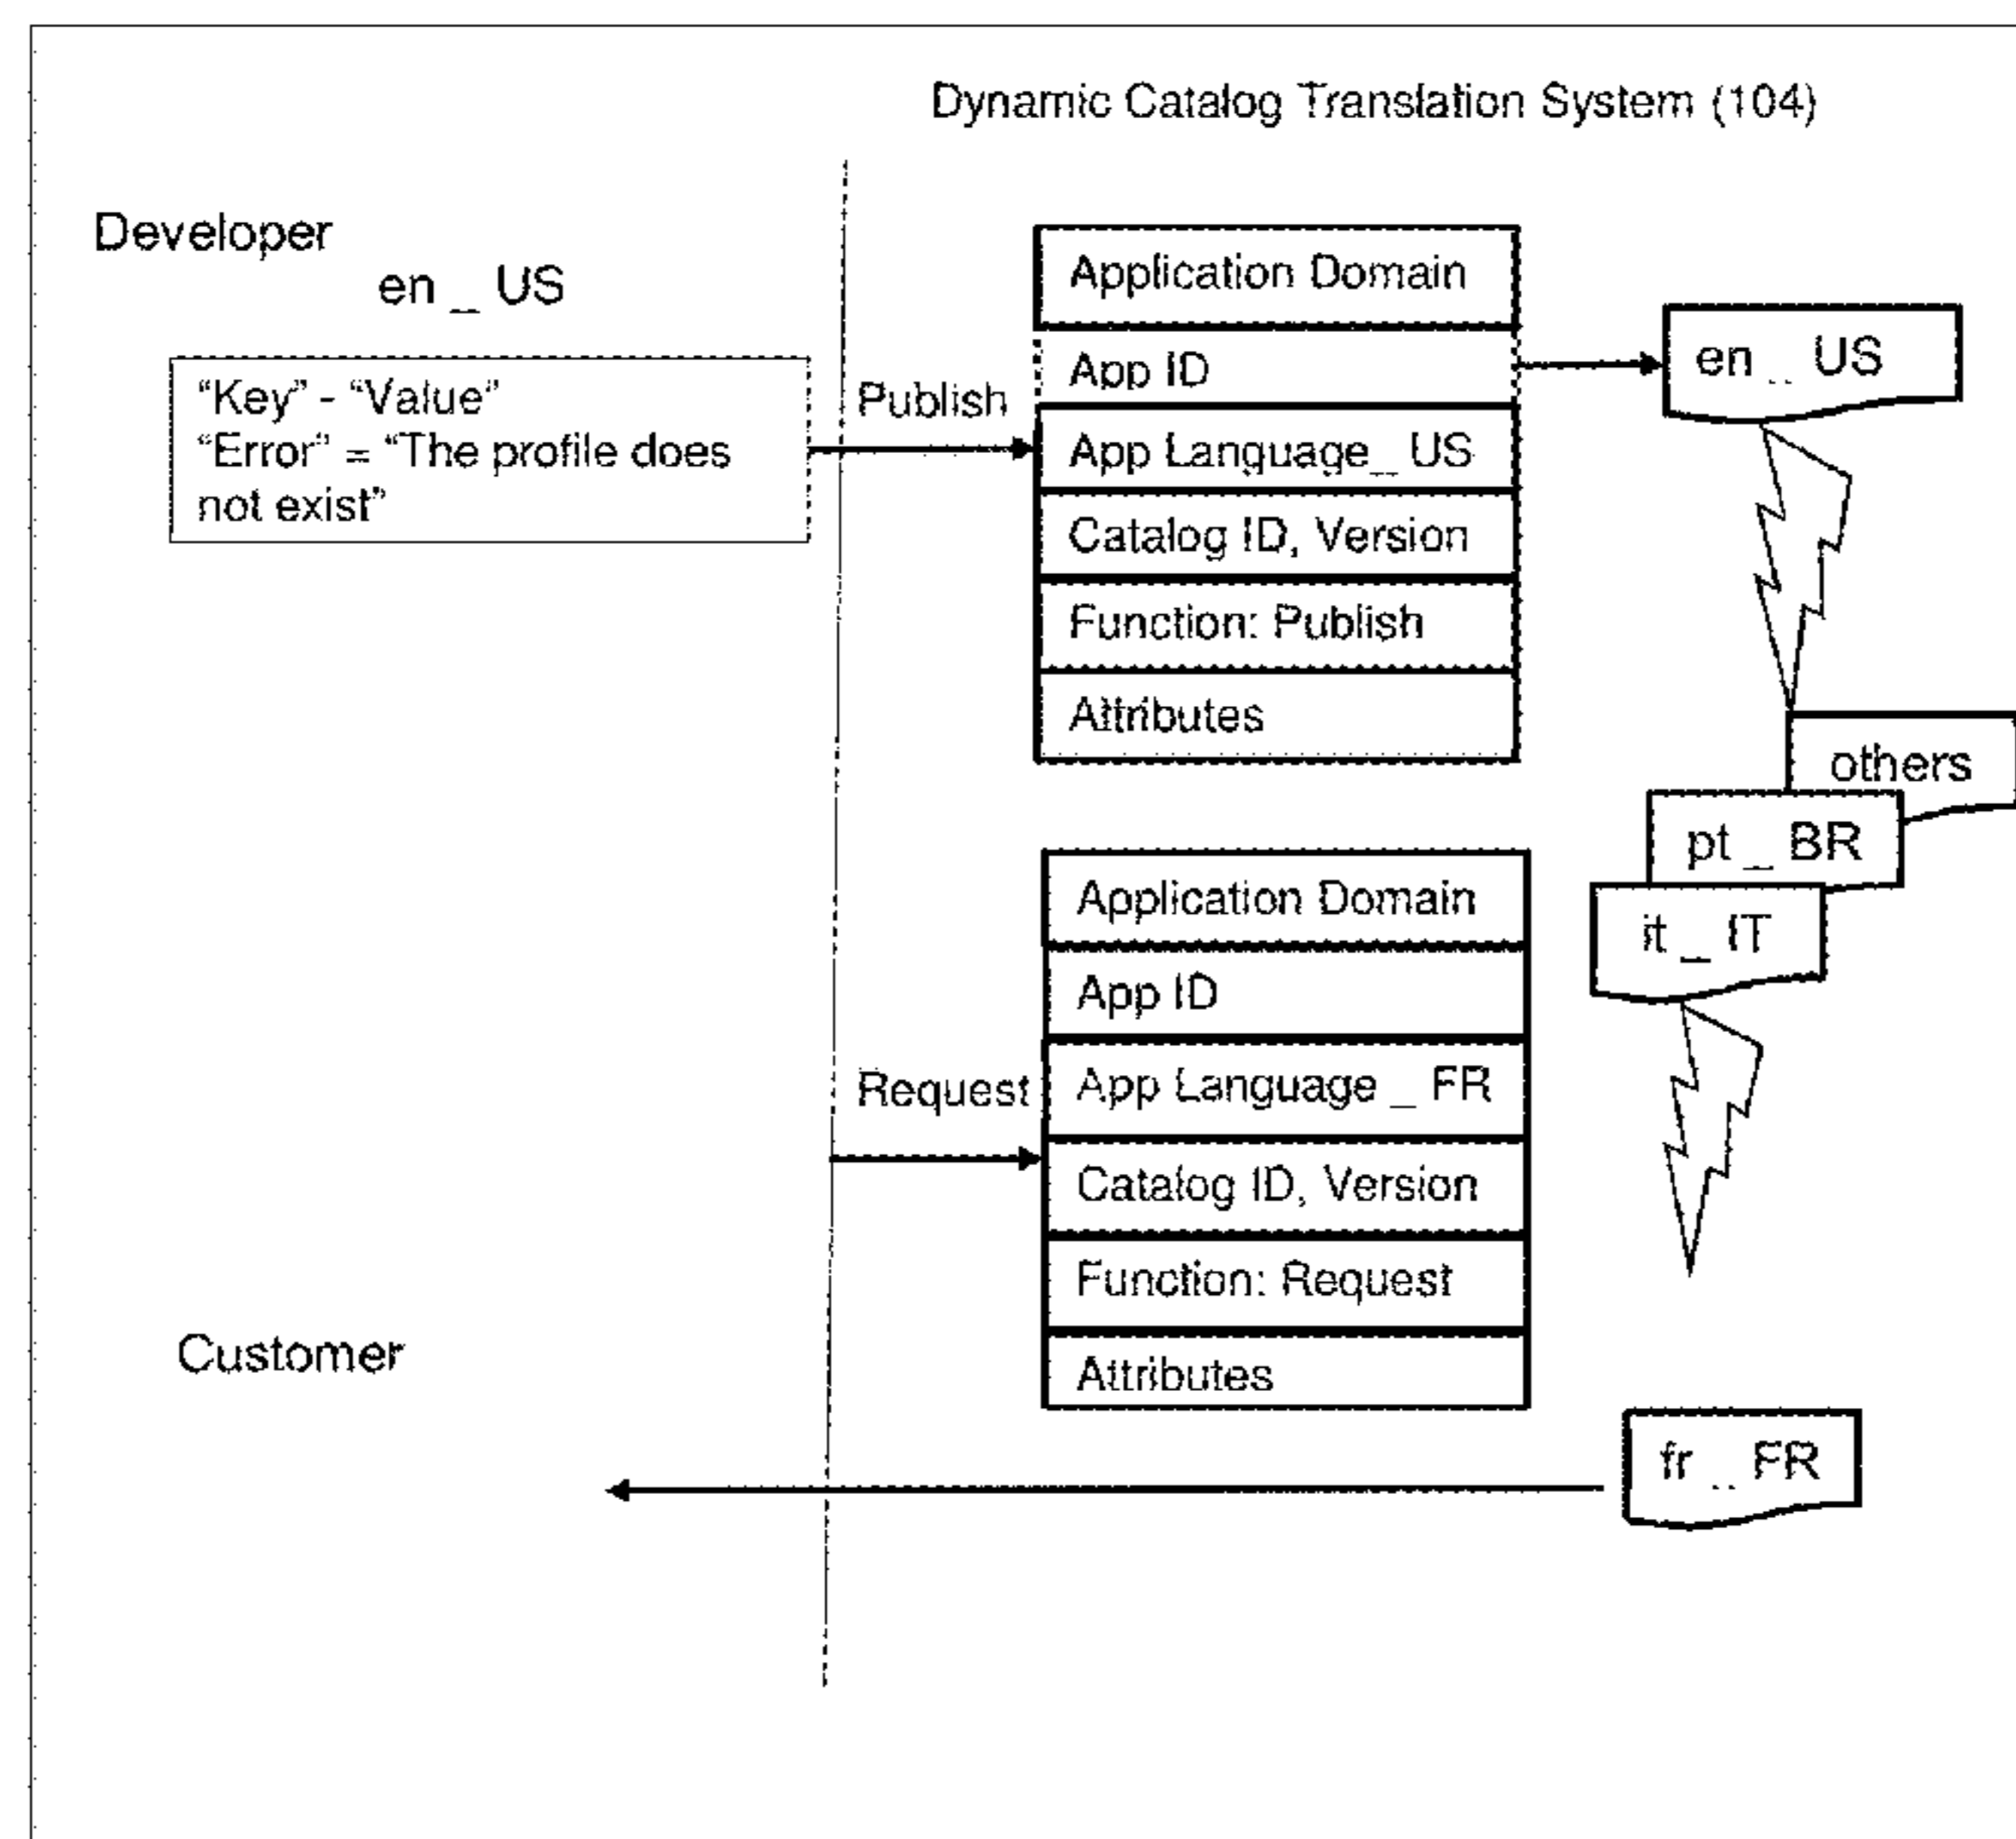 Dynamic Catalog Translation System (104)
Developer
en _ US
“Key” - “Value”
“Error” = “The profile does
not exist”
Publish
Application Domain
App ID
App Language_ US
Catalog ID, Version
Function: Publish
Attributes
en _ US
others
pt _ BR
it _ IT
Request
Application Domain
App ID
App Language _ FR
Catalog ID, Version
Function: Request
Attributes
Customer
fr _ FR